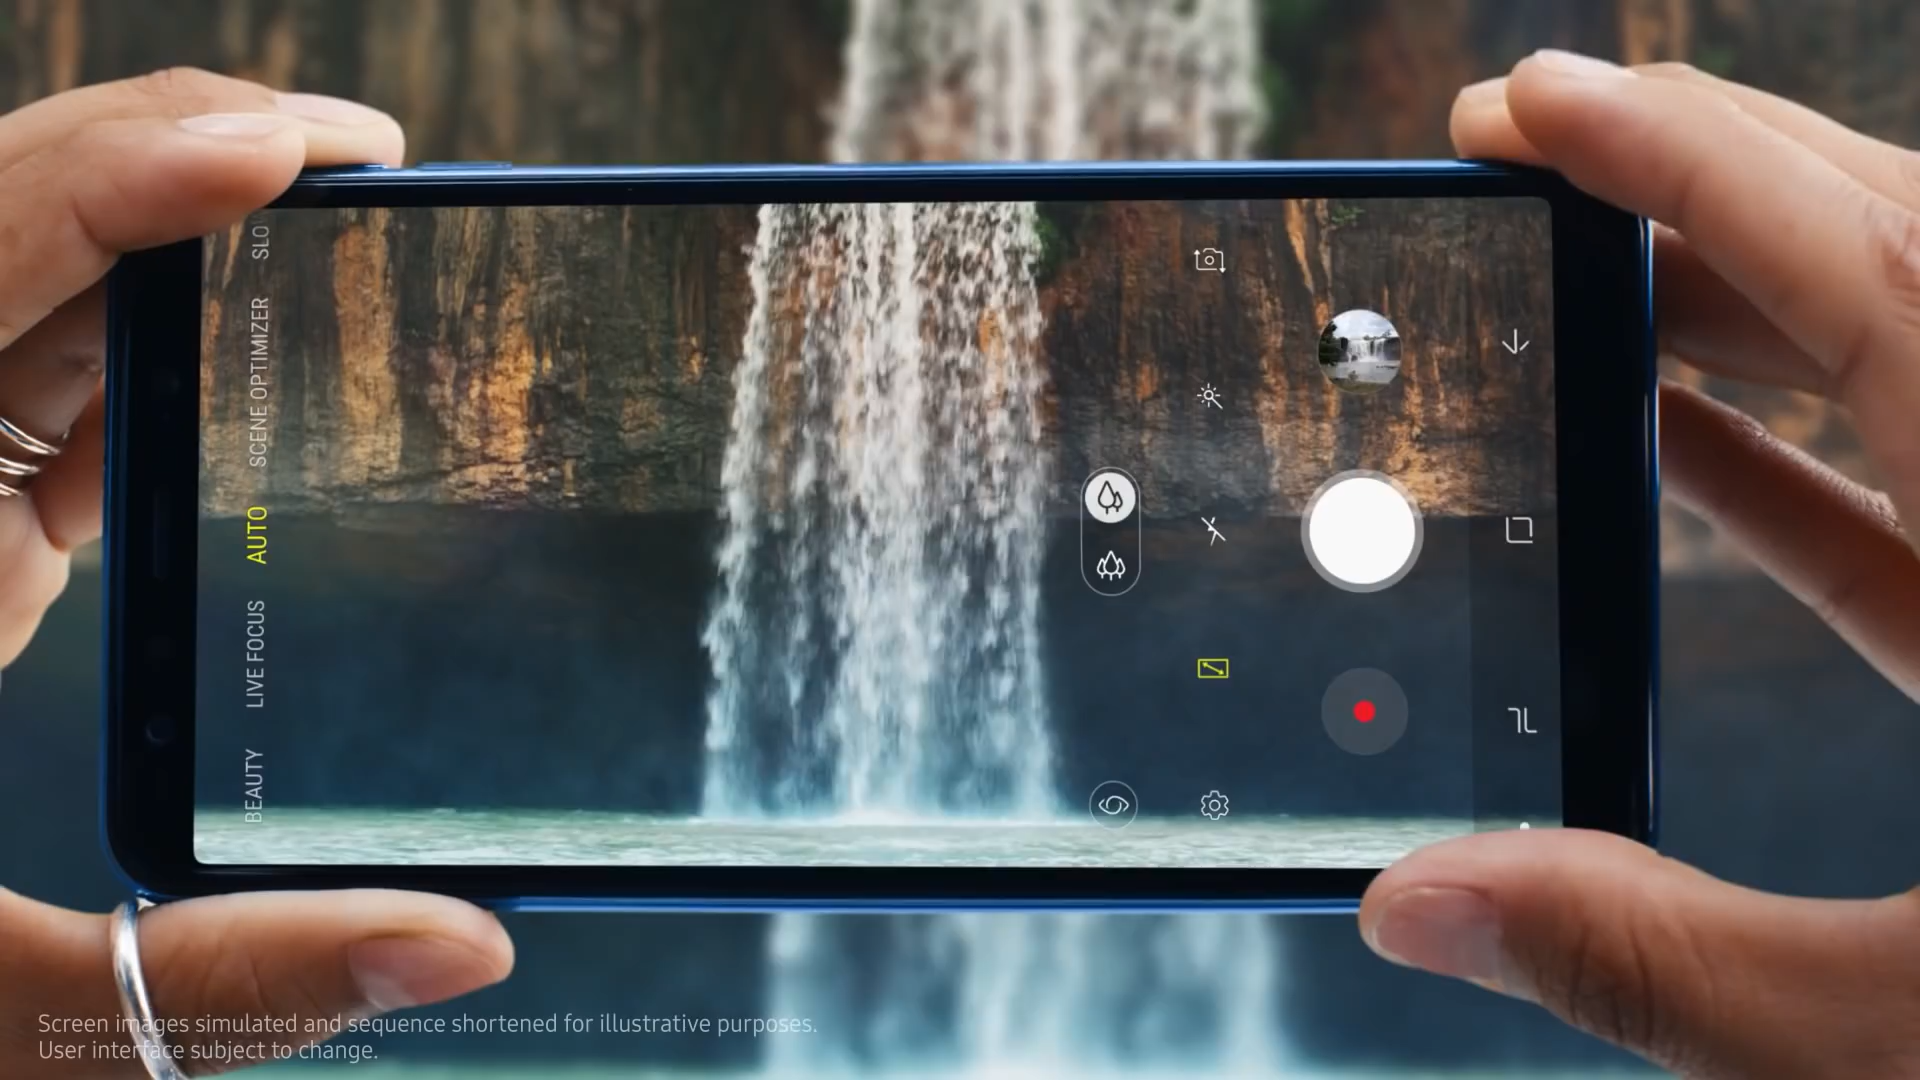 SLO
SCENE OPTIMIZER
AUTO
LIVE FOCUS
BEAUTY
Screen images simulated and sequence shortened for illustrative purposes.
User interface subject to change.